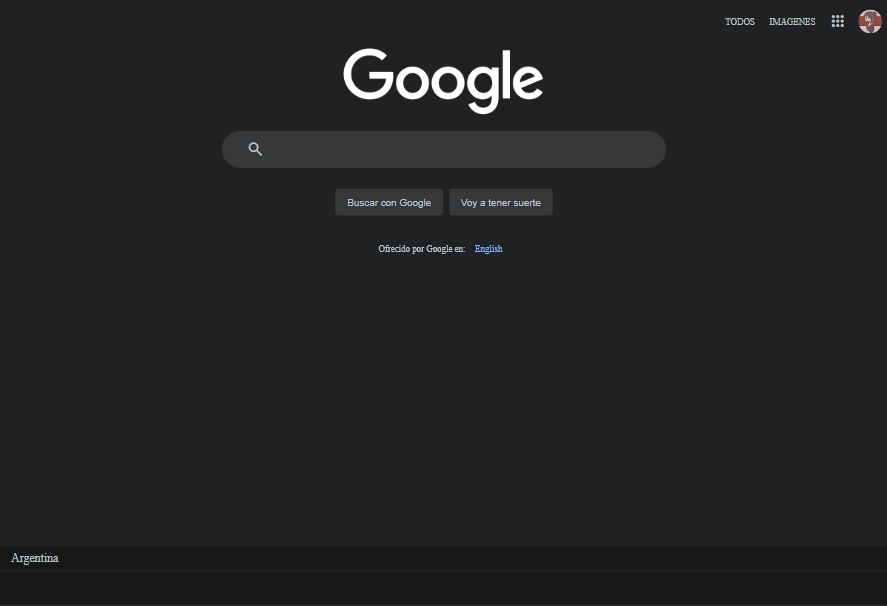 TODOS IMAGENES
Google
Buscar con Google Voy a tener suerte
Ofrecido por Google en: English
Argentina